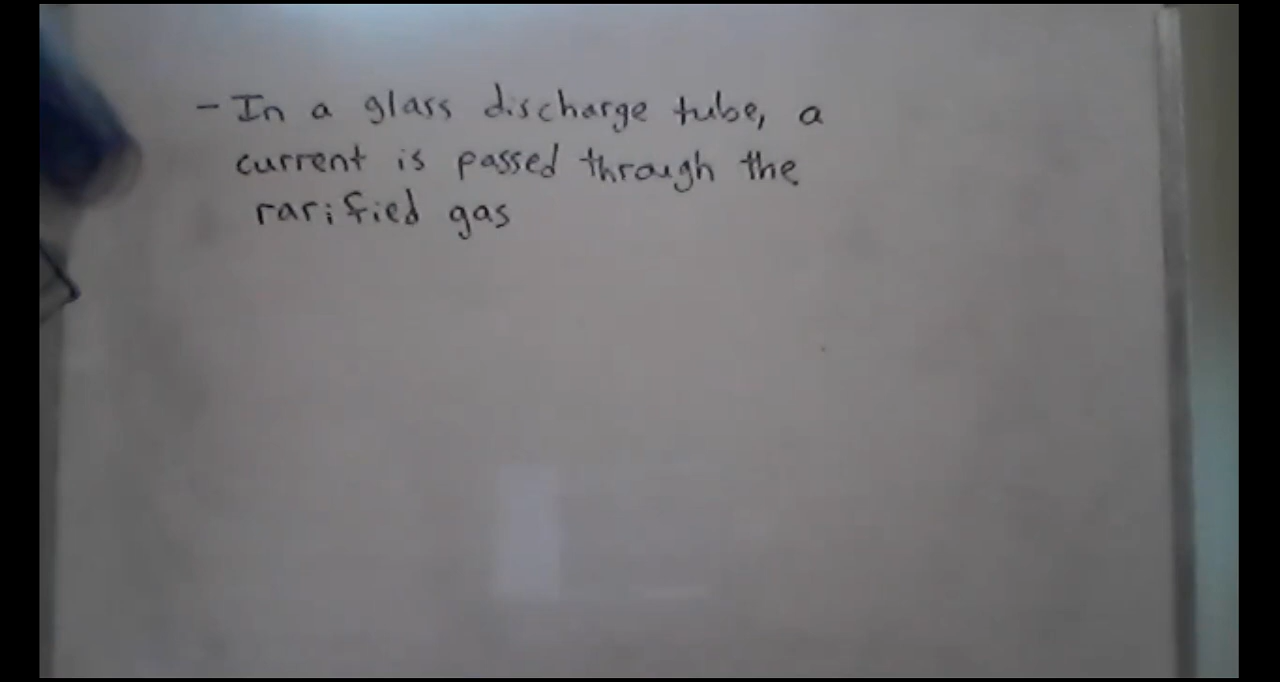 - In a glass discharge tube, a
current is passed through the
rarified gas